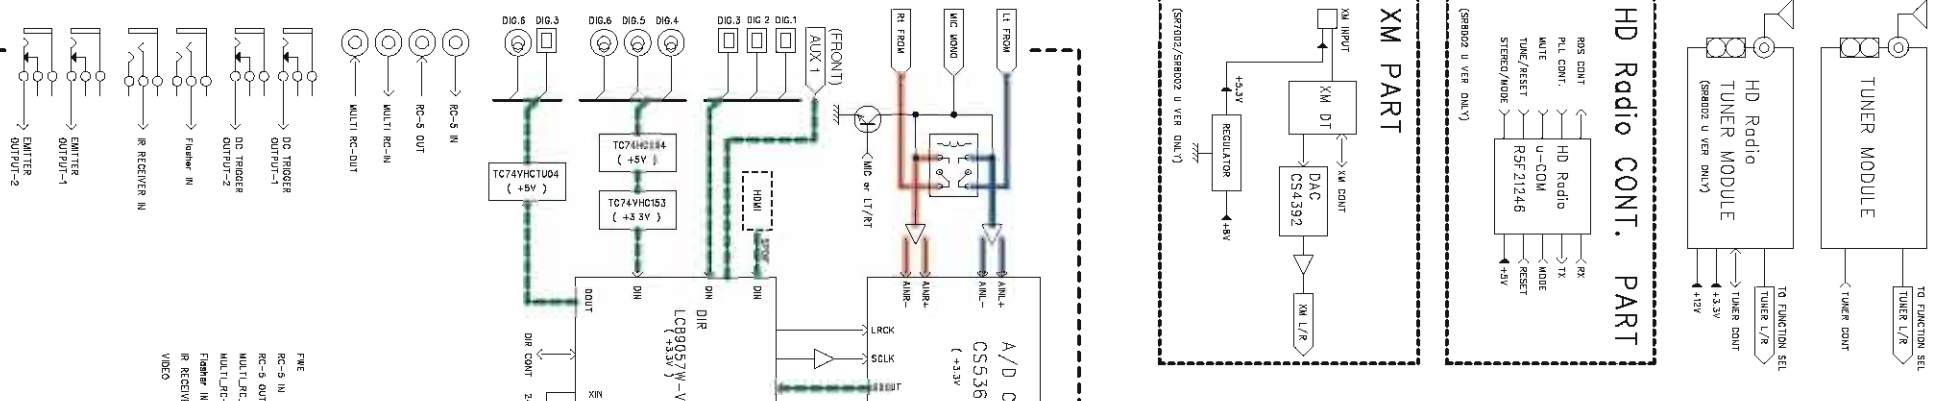 DIG.6
DIG.3
DIG.6
DIG.5
DIG.4
DIG.3
DIG 2
DIG.1
(FRONT)
AUX 1
Rt FROM
MIC MONO
Lt FROM
MULTI RC-OUT
MULTI RC-IN
RC-5 OUT
RC-5 IN
EMITTER
OUTPUT-2
EMITTER
OUTPUT-1
IR RECEIVER IN
Flasher IN
DC TRIGGER
OUTPUT-2
DC TRIGGER
OUTPUT-1
TC74VHCTU04
( +5V )
( +5V )
TC74VHC153
( +3 3V )
HDMI
SPDIF
MIC or LT/RT
DOUT
DIN
DIN
DIN
AINR-
AINR+
AINL-
AINL+
DIR
LC89057W-V
( +3.3V )
DIR CONT
XIN
LRCK
SCLK
A/D C
CS536
( +3.3V
FWE
RC-5 IN
RC-5 OUT
MULTI_RC.
MULTI_RC-
Flasher IN
IR RECEIVE
VIDEO
XM PART
XM INPUT
XM DT
XM CONT
DAC
CS4392
XM L/R
+5.3V
REGULATOR
+8V
(SR7002/SR8002 U VER ONLY)
HD Radio CONT. PART
RDS CONT
PLL CONT.
MUTE
TUNE/RESET
STEREO/MODE
HD Radio
u-COM
R5F21246
RX
TX
MODE
RESET
+5V
(SR8002 U VER ONLY)
HD Radio
TUNER MODULE
(SR8002 U VER ONLY)
TO FUNCTION SEL
TUNER L/R
TUNER CONT
+3.3V
+12V
TUNER MODULE
TO FUNCTION SEL
TUNER L/R
TUNER CONT